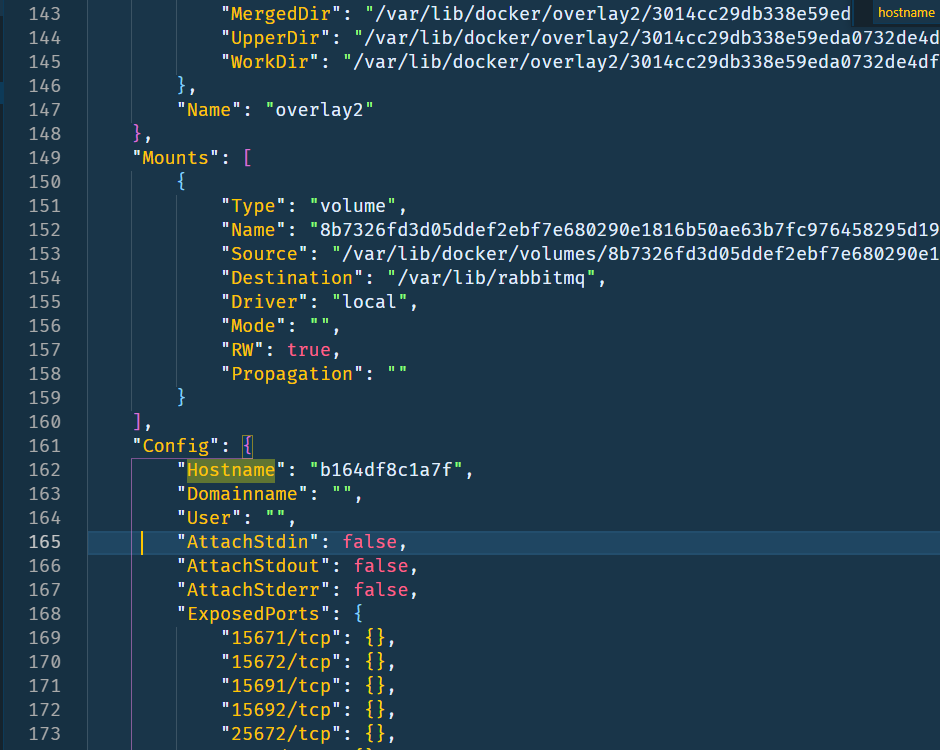 hostname
143 "MergedDir": "/var/lib/docker/overlay2/3014cc29db338e59ed
144 "UpperDir": "/var/lib/docker/overlay2/3014cc29db338e59eda0732de4d
145 "WorkDir": "/var/lib/docker/overlay2/3014cc29db338e59eda0732de4df
146 },
147 "Name": "overlay2"
148 },
149 "Mounts": [
150 {
151 "Type": "volume",
152 "Name": "8b7326fd3d05ddef2ebf7e680290e1816b50ae63b7fc976458295d19
153 "Source": "/var/lib/docker/volumes/8b7326fd3d05ddef2ebf7e680290e1
154 "Destination": "/var/lib/rabbitmq",
155 "Driver": "local",
156 "Mode": "",
157 "RW": true,
158 "Propagation": ""
159 }
160 ],
161 "Config": {
162 "Hostname": "b164df8c1a7f",
163 "Domainname": "",
164 "User": "",
165 "AttachStdin": false,
166 "AttachStdout": false,
167 "AttachStderr": false,
168 "ExposedPorts": {
169 "15671/tcp": {},
170 "15672/tcp": {},
171 "15691/tcp": {},
172 "15692/tcp": {},
173 "25672/tcp": {},